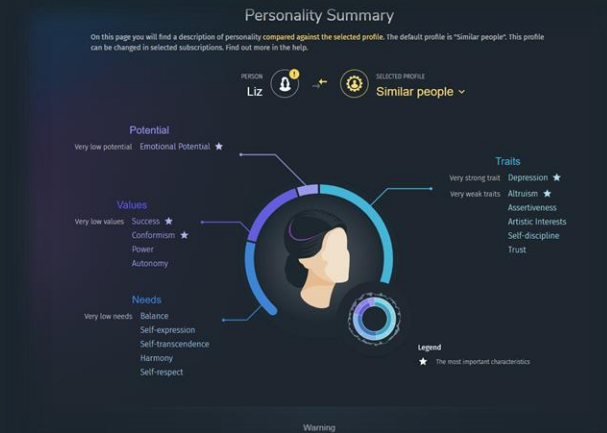 Personality Summary
On this page you will find a description of personality compared against the selected profile. The default profile is "Similar people". This profile
can be changed in selected subscriptions. Find out more in the help.
PERSON
Liz
SELECTED PROFILE
Similar people
Potential
Very low potential Emotional Potential
Values
Very low values Success
Conformism
Power
Autonomy
Needs
Very low needs Balance
Self-expression
Self-transcendence
Harmony
Self-respect
Traits
Very strong trait Depression
Very weak traits Altruism
Assertiveness
Artistic Interests
Self-discipline
Trust
Legend
The most important characteristics
Warning